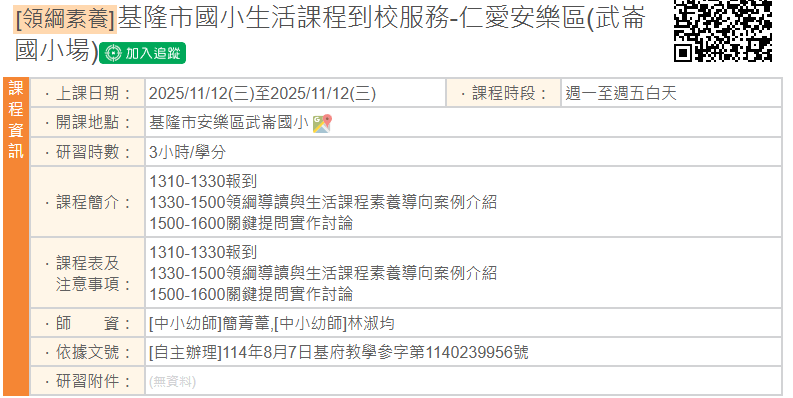 [領綱素養]基隆市國小生活課程到校服務-仁愛安樂區(武崙
國小場) 加入追蹤
課程資訊
．上課日期： 2025/11/12(三)至2025/11/12(三) ．課程時段： 週一至週五白天
．開課地點： 基隆市安樂區武崙國小
．研習時數： 3小時/學分
．課程簡介： 1310-1330報到
1330-1500領綱導讀與生活課程素養導向案例介紹
1500-1600關鍵提問實作討論
．課程表及
注意事項： 1310-1330報到
1330-1500領綱導讀與生活課程素養導向案例介紹
1500-1600關鍵提問實作討論
．師　　資： [中小幼師]簡菁葦,[中小幼師]林淑均
．依據文號： [自主辦理]114年8月7日基府教學參字第1140239956號
．研習附件： (無資料)